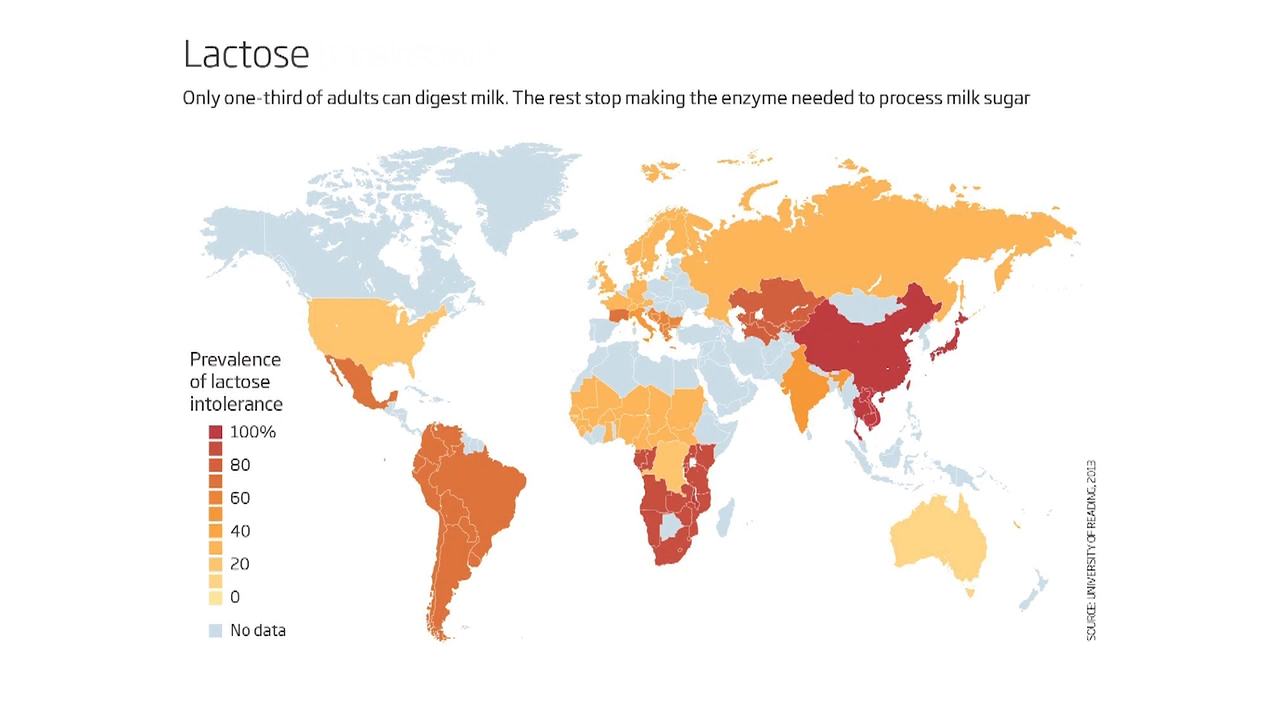 Lactose
Only one-third of adults can digest milk. The rest stop making the enzyme needed to process milk sugar
Prevalence
of lactose
intolerance
100%
80
60
40
20
0
No data
SOURCE: UNIVERSITY OF READING, 2013